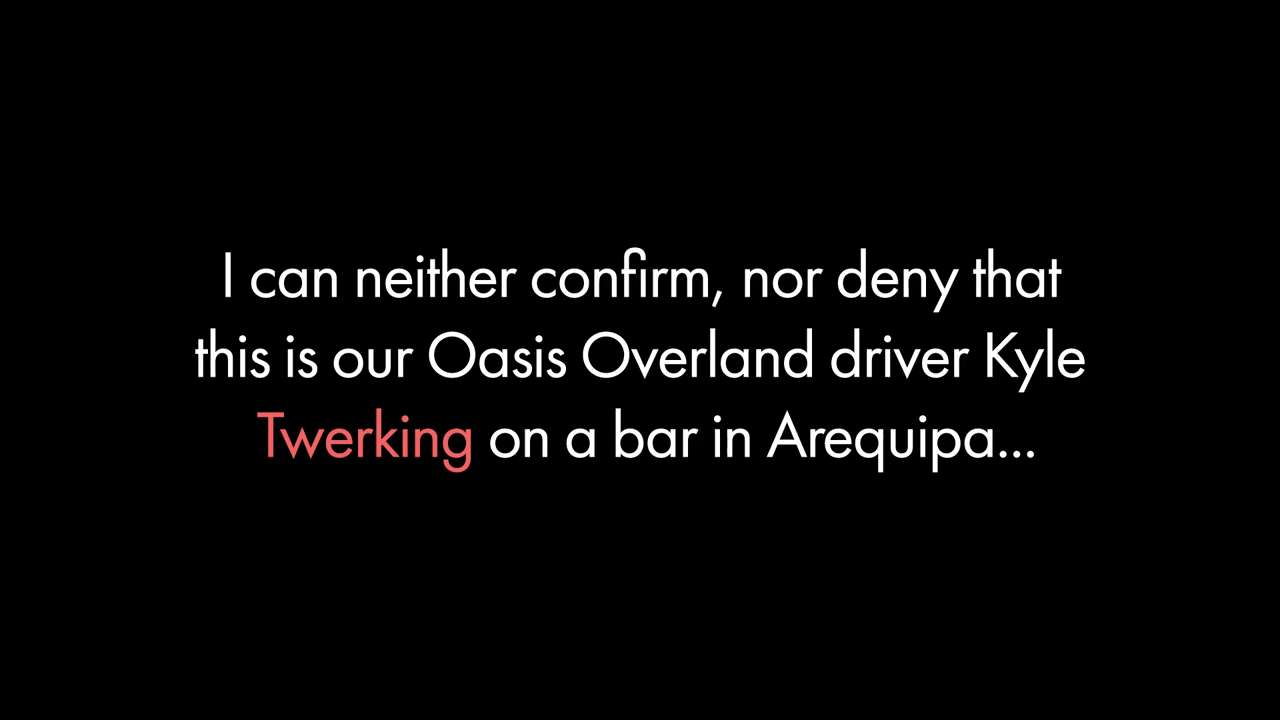 I can neither confirm, nor deny that
this is our Oasis Overland driver Kyle
Twerking on a bar in Arequipa...